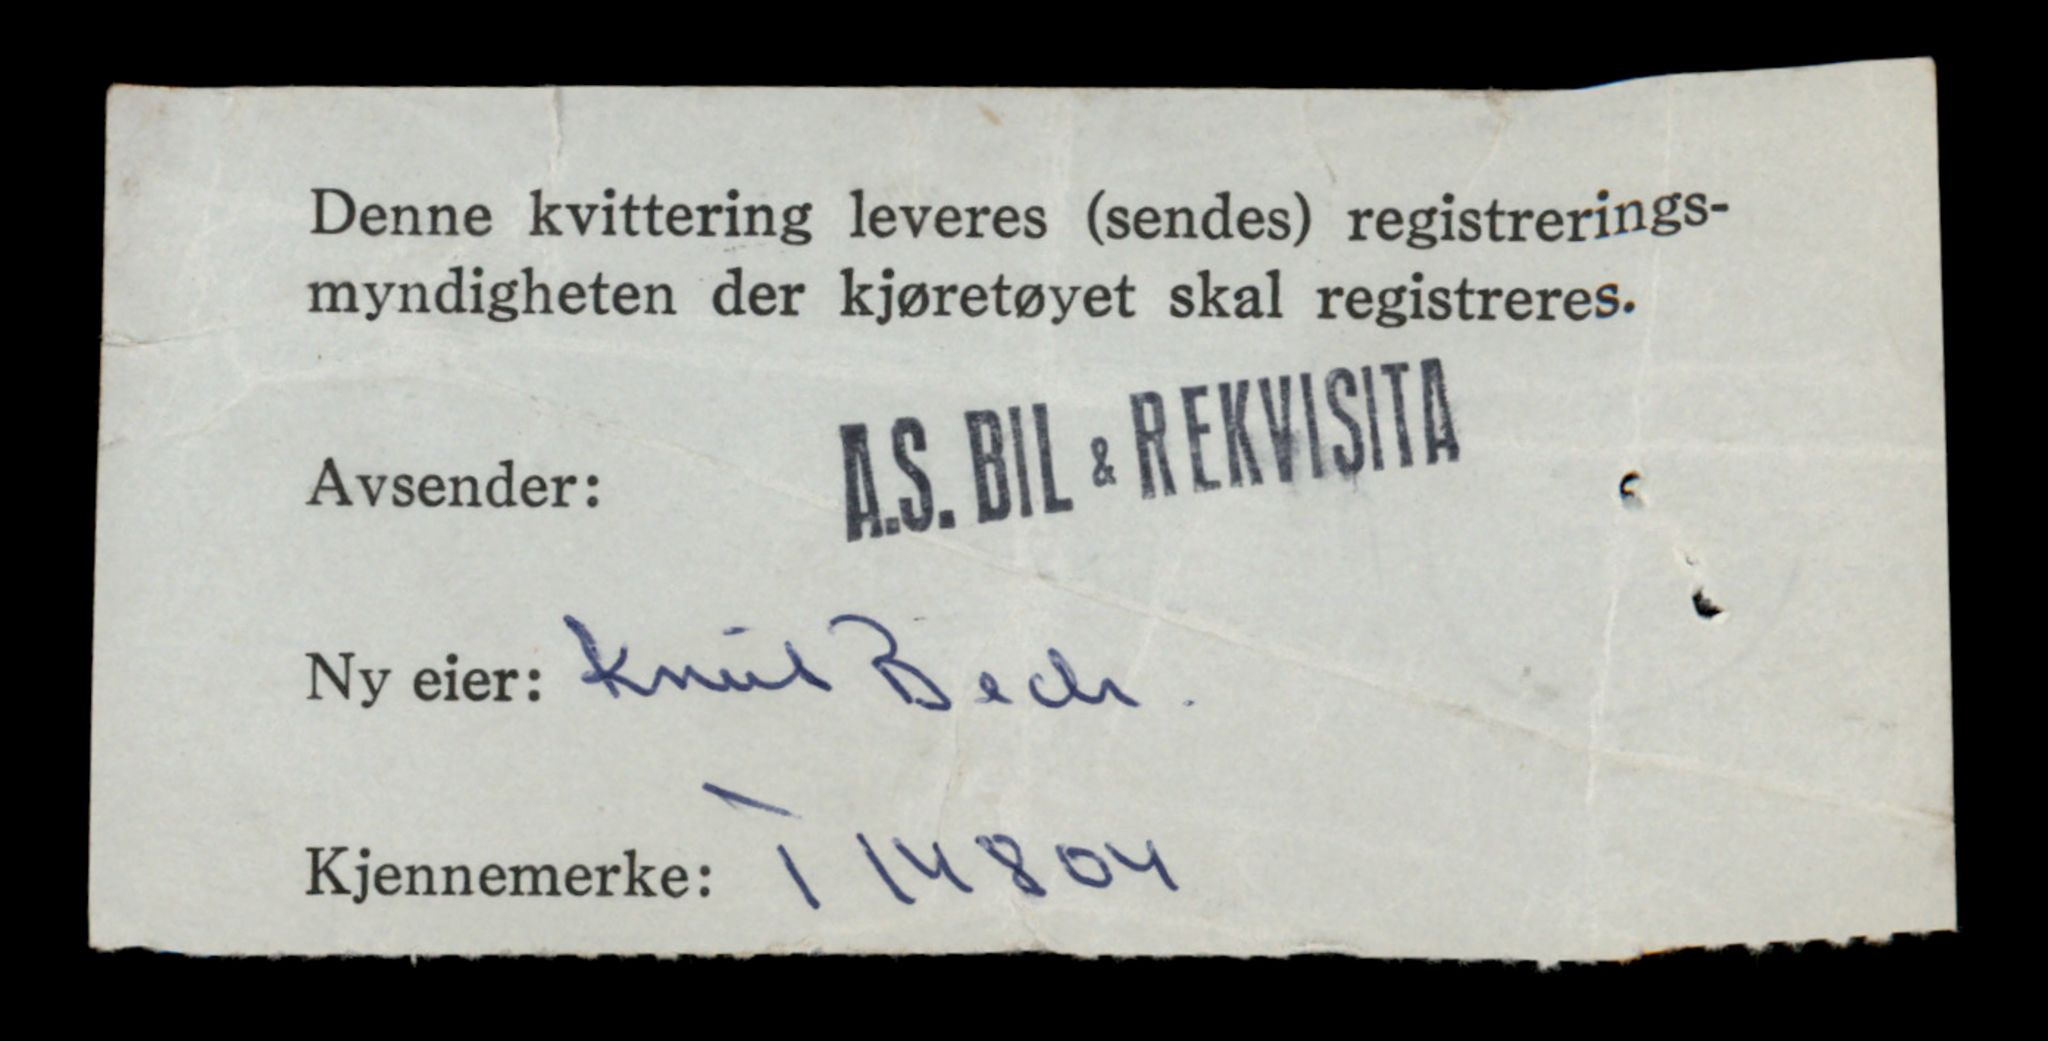 Denne kvittering leveres (sendes) registrerings-
myndigheten der kjøretøyet skal registreres.
Avsender: A.S. BIL & REKVISITA
Ny eier: Knut Bech.
Kjennemerke: T 14804